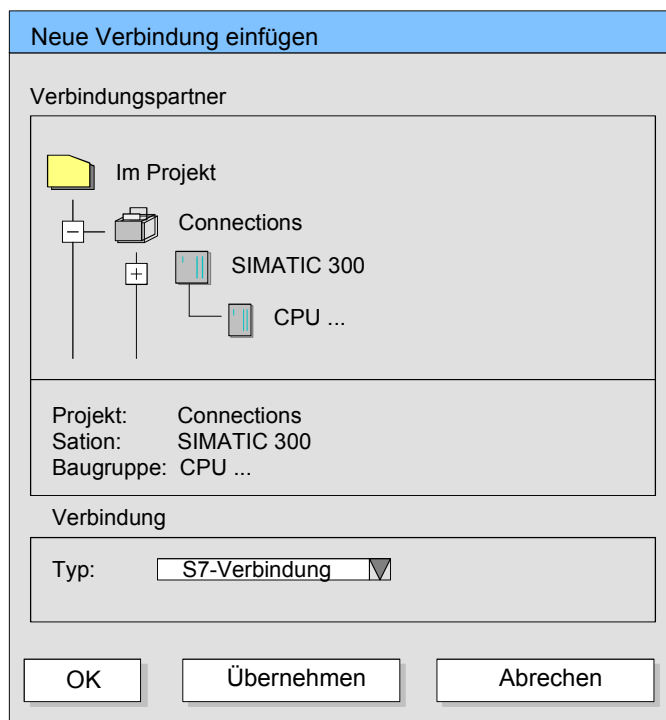 Neue Verbindung einfügen
Verbindungspartner
Im Projekt
Connections
SIMATIC 300
CPU ...
Projekt: Connections
Sation: SIMATIC 300
Baugruppe: CPU ...
Verbindung
Typ: S7-Verbindung
OK Übernehmen Abrechen